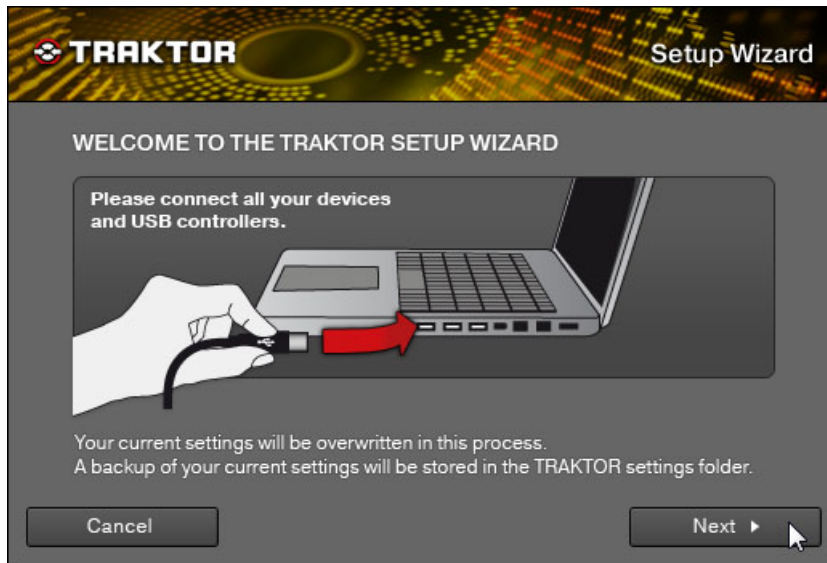 TRAKTOR
Setup Wizard
WELCOME TO THE TRAKTOR SETUP WIZARD
Please connect all your devices
and USB controllers.
Your current settings will be overwritten in this process.
A backup of your current settings will be stored in the TRAKTOR settings folder.
Cancel
Next